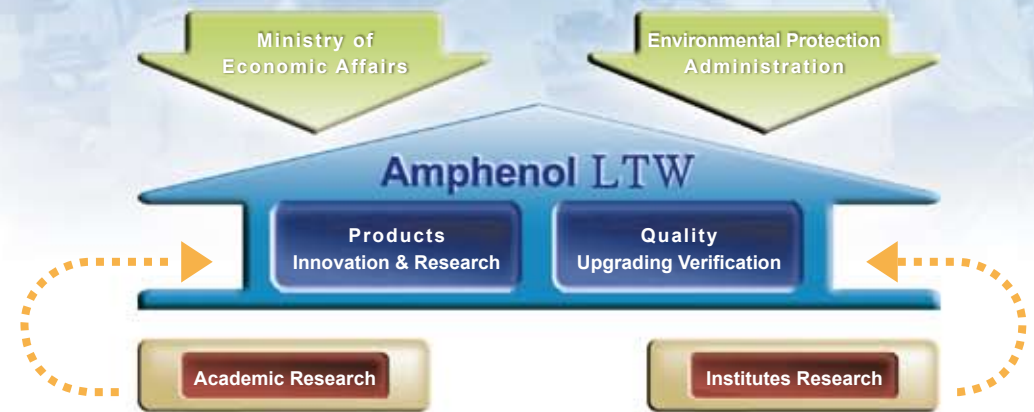 Ministry of
Economic Affairs
Environmental Protection
Administration
Amphenol LTW
Products
Innovation & Research
Quality
Upgrading Verification
Academic Research
Institutes Research